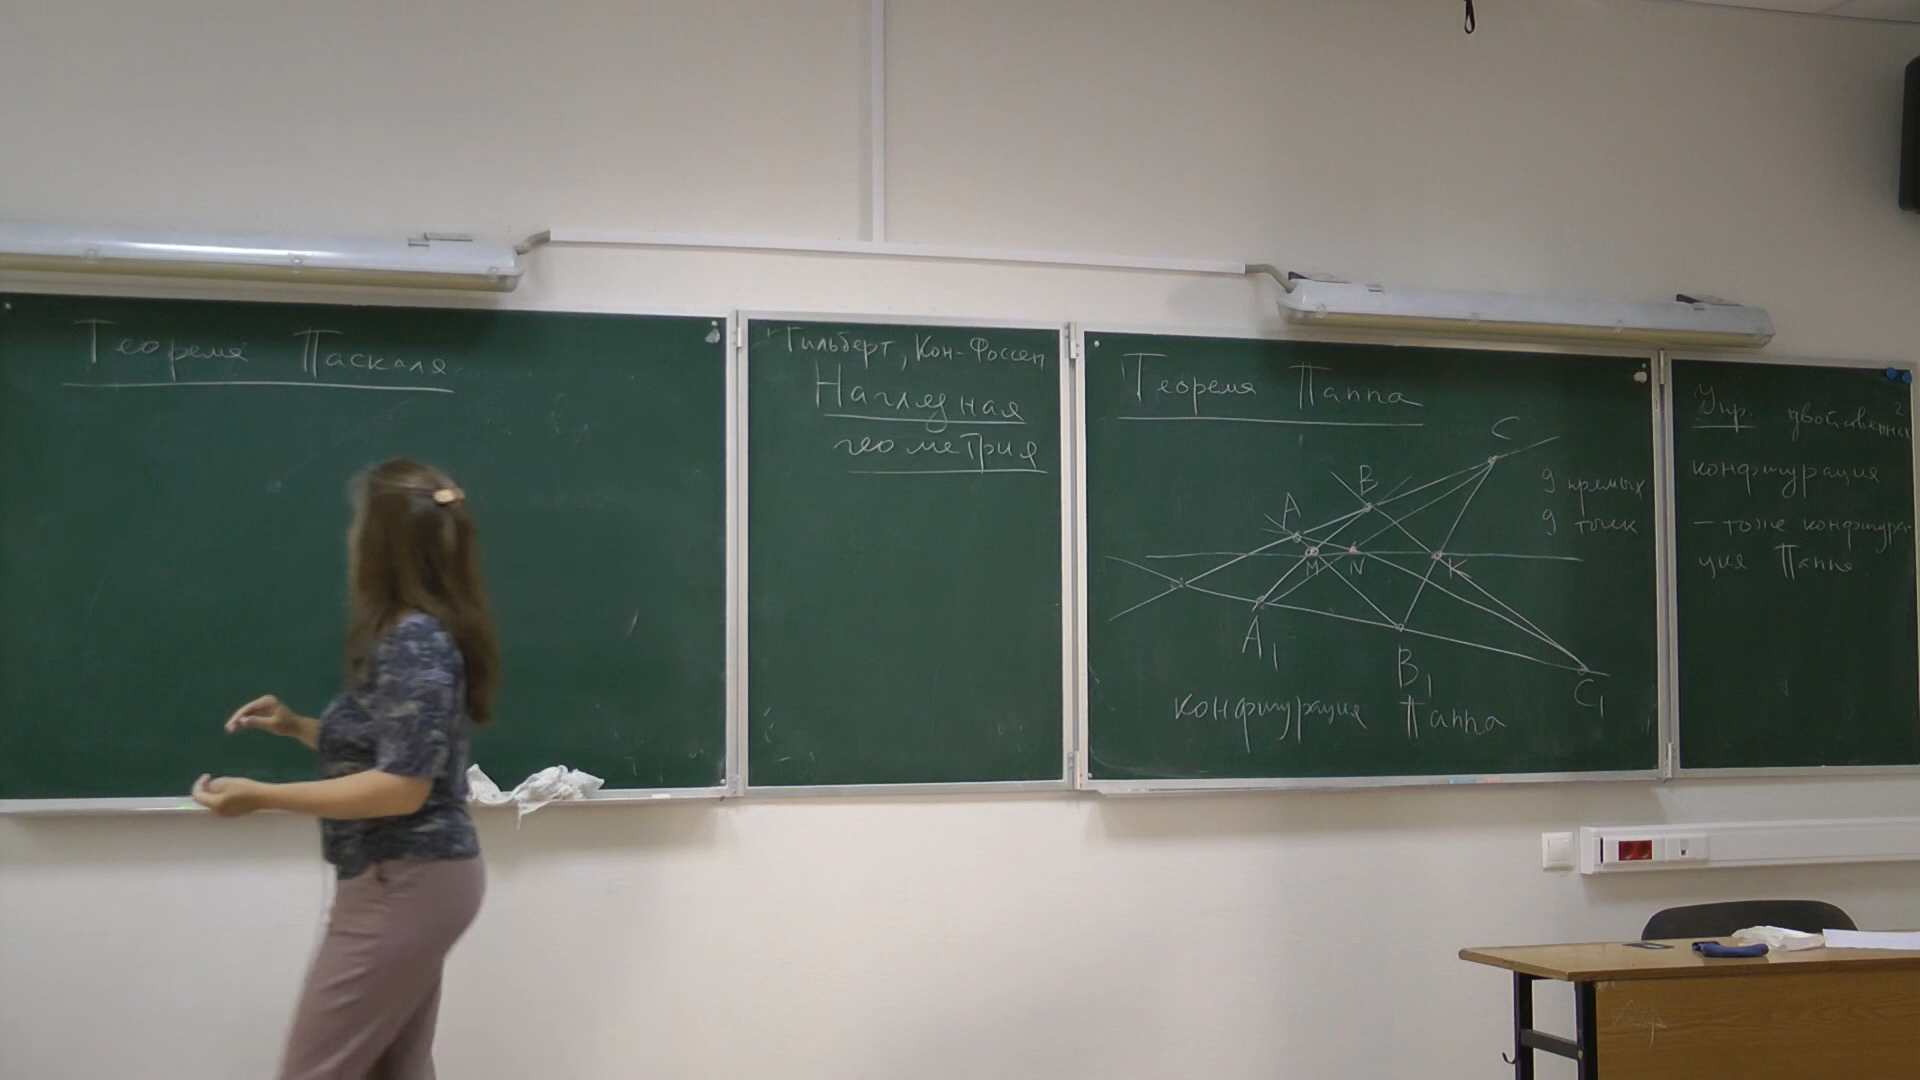 Теорема Паскаля
Гильберт, Кон-Фоссен
Наглядная
геометрия
Теорема Паппа
C
B
A
9 прямых
9 точек
M N K
A1
B1
C1
конфигурация Паппа
Упр. двойственная
конфигурация
– тоже конфигура-
ция Паппа.